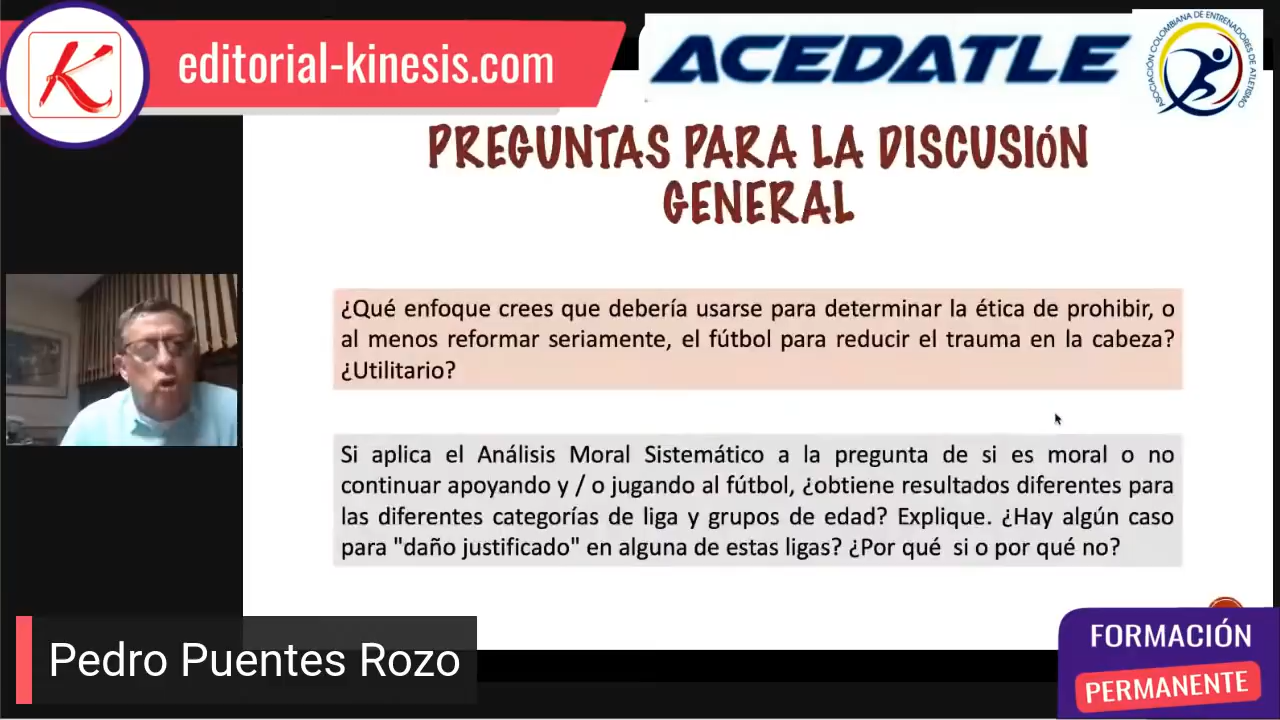 K
editorial-kinesis.com
ACEDATLE
ASOCIACIÓN COLOMBIANA DE ENTRENADORES DE ATLETISMO
PREGUNTAS PARA LA DISCUSIÓN
GENERAL
¿Qué enfoque crees que debería usarse para determinar la ética de prohibir, o
al menos reformar seriamente, el fútbol para reducir el trauma en la cabeza?
¿Utilitario?
Si aplica el Análisis Moral Sistemático a la pregunta de si es moral o no
continuar apoyando y / o jugando al fútbol, ¿obtiene resultados diferentes para
las diferentes categorías de liga y grupos de edad? Explique. ¿Hay algún caso
para "daño justificado" en alguna de estas ligas? ¿Por qué si o por qué no?
Pedro Puentes Rozo
FORMACIÓN
PERMANENTE